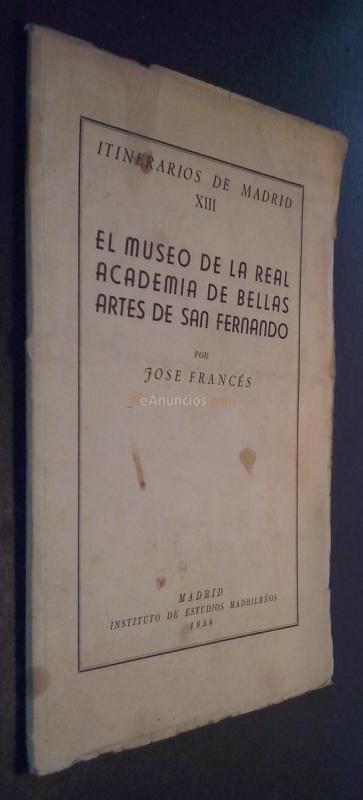 ITINERARIOS DE MADRID
XIII
EL MUSEO DE LA REAL
ACADEMIA DE BELLAS
ARTES DE SAN FERNANDO
POR
JOSE FRANCÉS
eAnuncios.com
MADRID
INSTITUTO DE ESTUDIOS MADRILEÑOS
1954